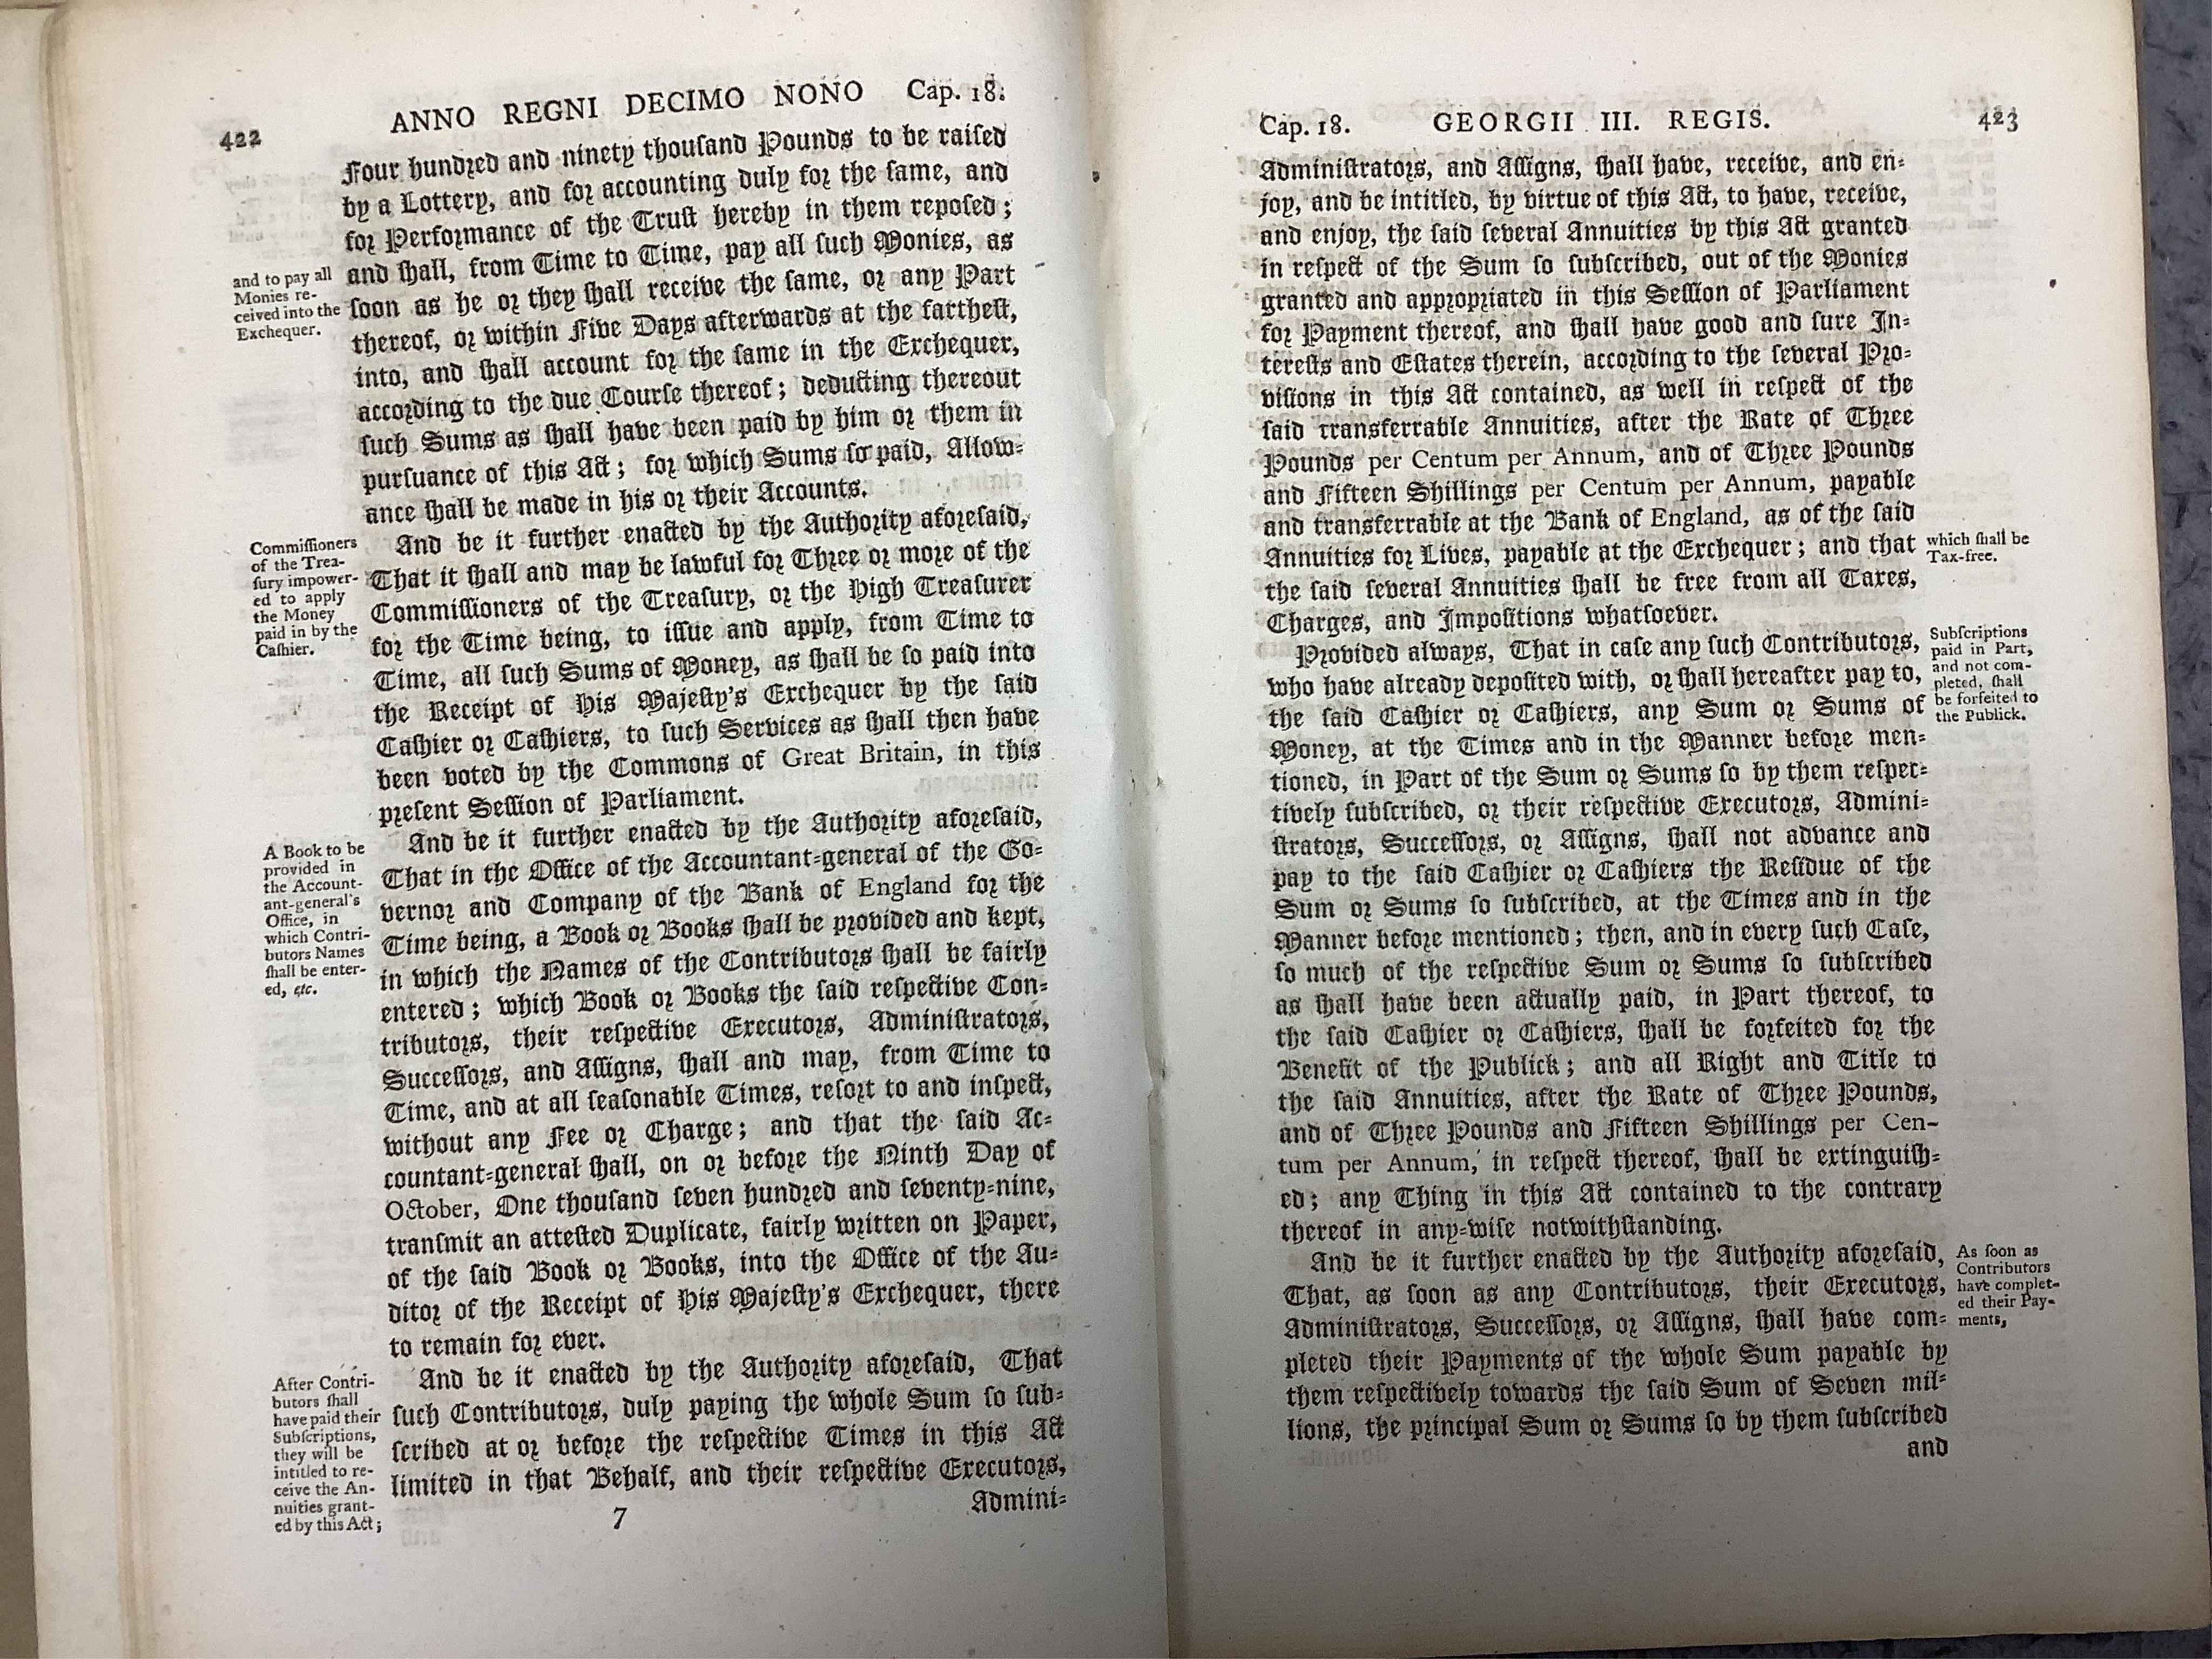 422
ANNO REGNI DECIMO NONO Cap. 18.
Four hundred and ninety thouſand Pounds to be raiſed
by a Lottery, and for accounting duly for the ſame, and
for Performance of the Truſt hereby in them repoſed;
and ſhall, from Time to Time, pay all ſuch Monies, as
ſoon as he or they ſhall receive the ſame, or any Part
thereof, or within Five Days afterwards at the fartheſt,
into, and ſhall account for the ſame in the Exchequer,
according to the due Courſe thereof; deducting thereout
ſuch Sums as ſhall have been paid by him or them in
purſuance of this Act; for which Sums ſo paid, Allow-
ance ſhall be made in his or their Accounts.
and to pay all
Monies re-
ceived into the
Exchequer.
And be it further enacted by the Authority aforeſaid,
That it ſhall and may be lawful for Three or more of the
Commiſſioners of the Treaſury, or the High Treaſurer
for the Time being, to iſſue and apply, from Time to
Time, all ſuch Sums of Money, as ſhall be ſo paid into
the Receipt of His Majeſty's Exchequer by the ſaid
Caſhier or Caſhiers, to ſuch Services as ſhall then have
been voted by the Commons of Great Britain, in this
preſent Seſſion of Parliament.
Commiſſioners
of the Trea-
ſury impower-
ed to apply
the Money
paid in by the
Caſhier.
And be it further enacted by the Authority aforeſaid,
That in the Office of the Accountant-general of the Go-
vernor and Company of the Bank of England for the
Time being, a Book or Books ſhall be provided and kept,
in which the Names of the Contributors ſhall be fairly
entered; which Book or Books the ſaid reſpective Con-
tributors, their reſpective Executors, Adminiſtrators,
Succeſſors, and Aſſigns, ſhall and may, from Time to
Time, and at all ſeaſonable Times, reſort to and inſpect,
without any Fee or Charge; and that the ſaid Ac-
countant-general ſhall, on or before the Ninth Day of
October, One thouſand ſeven hundred and ſeventy-nine,
tranſmit an atteſted Duplicate, fairly written on Paper,
of the ſaid Book or Books, into the Office of the Au-
ditor of the Receipt of His Majeſty's Exchequer, there
to remain for ever.
A Book to be
provided in
the Account-
ant-general's
Office, in
which Contri-
butors Names
ſhall be enter-
ed, etc.
And be it enacted by the Authority aforeſaid, That
ſuch Contributors, duly paying the whole Sum ſo ſub-
ſcribed at or before the reſpective Times in this Act
limited in that Behalf, and their reſpective Executors,
After Contri-
butors ſhall
have paid their
Subſcriptions,
they will be
intitled to re-
ceive the An-
nuities grant-
ed by this Act;
7
Admini-
Cap. 18. GEORGII III. REGIS. 423
Adminiſtrators, and Aſſigns, ſhall have, receive, and en-
joy, and be intitled, by virtue of this Act, to have, receive,
and enjoy, the ſaid ſeveral Annuities by this Act granted
in reſpect of the Sum ſo ſubſcribed, out of the Monies
granted and appropriated in this Seſſion of Parliament
for Payment thereof, and ſhall have good and ſure In-
tereſts and Eſtates therein, according to the ſeveral Pro-
viſions in this Act contained, as well in reſpect of the
ſaid transferrable Annuities, after the Rate of Three
Pounds per Centum per Annum, and of Three Pounds
and Fifteen Shillings per Centum per Annum, payable
and transferrable at the Bank of England, as of the ſaid
Annuities for Lives, payable at the Exchequer; and that
the ſaid ſeveral Annuities ſhall be free from all Taxes,
Charges, and Impoſitions whatſoever.
which ſhall be
Tax-free.
Provided always, That in caſe any ſuch Contributors,
who have already depoſited with, or ſhall hereafter pay to,
the ſaid Caſhier or Caſhiers, any Sum or Sums of
Money, at the Times and in the Manner before men-
tioned, in Part of the Sum or Sums ſo by them reſpec-
tively ſubſcribed, or their reſpective Executors, Admini-
ſtrators, Succeſſors, or Aſſigns, ſhall not advance and
pay to the ſaid Caſhier or Caſhiers the Reſidue of the
Sum or Sums ſo ſubſcribed, at the Times and in the
Manner before mentioned; then, and in every ſuch Caſe,
ſo much of the reſpective Sum or Sums ſo ſubſcribed
as ſhall have been actually paid, in Part thereof, to
the ſaid Caſhier or Caſhiers, ſhall be forfeited for the
Benefit of the Publick; and all Right and Title to
the ſaid Annuities, after the Rate of Three Pounds,
and of Three Pounds and Fifteen Shillings per Cen-
tum per Annum, in reſpect thereof, ſhall be extinguiſh-
ed; any Thing in this Act contained to the contrary
thereof in any-wiſe notwithſtanding.
Subſcriptions
paid in Part,
and not com-
pleted, ſhall
be forfeited to
the Publick.
And be it further enacted by the Authority aforeſaid,
That, as ſoon as any Contributors, their Executors,
Adminiſtrators, Succeſſors, or Aſſigns, ſhall have com-
pleted their Payments of the whole Sum payable by
them reſpectively towards the ſaid Sum of Seven mil-
lions, the principal Sum or Sums ſo by them ſubſcribed
As ſoon as
Contributors
have complet-
ed their Pay-
ments,
and